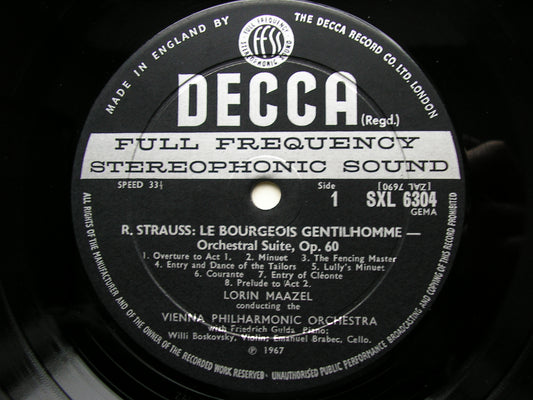 MADE IN ENGLAND BY
THE DECCA RECORD CO. LTD. LONDON
FULL FREQUENCY
ffss
STEREOPHONIC SOUND
DECCA (Regd.)
FULL FREQUENCY
STEREOPHONIC SOUND
SPEED 33⅓
Side
1
[ZAL 7690]
SXL 6304
GEMA
R. STRAUSS: LE BOURGEOIS GENTILHOMME —
Orchestral Suite, Op. 60
1. Overture to Act 1. 2. Minuet 3. The Fencing Master
4. Entry and Dance of the Tailors 5. Lully's Minuet
6. Courante 7. Entry of Cléonte
8. Prelude to Act 2.
LORIN MAAZEL
conducting the
VIENNA PHILHARMONIC ORCHESTRA
with Friedrich Gulda, Piano;
Willi Boskovsky, Violin; Emanuel Brabec, Cello.
℗ 1967
ALL RIGHTS OF THE MANUFACTURER AND OF THE OWNER OF THE RECORDED WORK RESERVED • UNAUTHORISED PUBLIC PERFORMANCE BROADCASTING AND COPYING OF THIS RECORD PROHIBITED